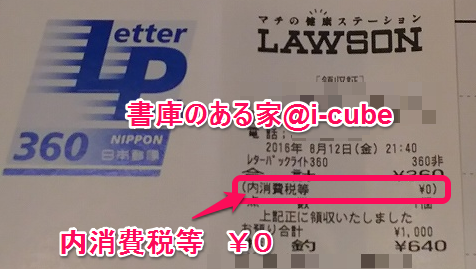 Letter
LP
360
NIPPON
日本郵便
マチの健康ステーション
LAWSON
書庫のある家@i-cube
電話:
2016年 8月12日(金) 21:40
レターパックライト360 360非
(内消費税等 ¥0)
上記正に領収いたしました
お預り合計 ¥1,000
お釣 ¥640
内消費税等 ¥0